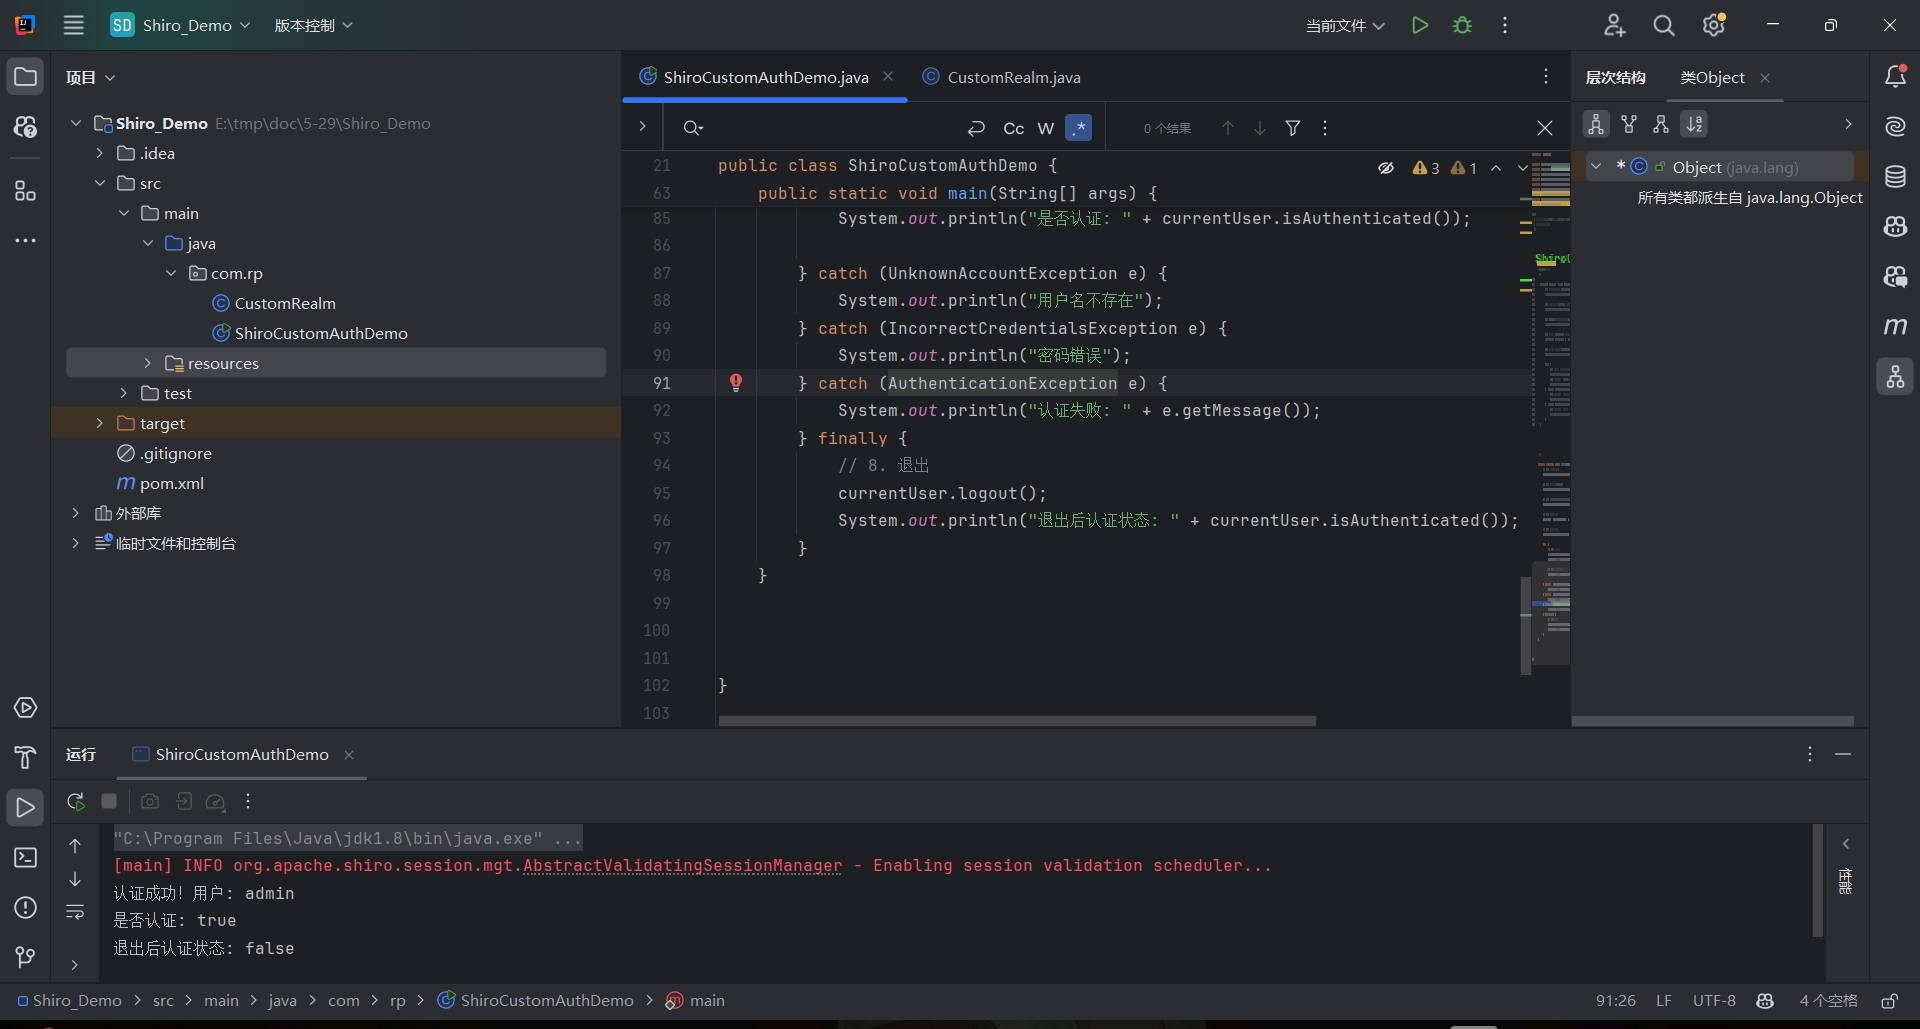 SD Shiro_Demo 版本控制 当前文件
项目
Shiro_Demo E:\tmp\doc\5-29\Shiro_Demo
.idea
src
main
java
com.rp
CustomRealm
ShiroCustomAuthDemo
resources
test
target
.gitignore
pom.xml
外部库
临时文件和控制台
ShiroCustomAuthDemo.java CustomRealm.java
Cc W .* 0 个结果
3 1
21 public class ShiroCustomAuthDemo {
63 public static void main(String[] args) {
85 System.out.println("是否认证: " + currentUser.isAuthenticated());
86
87 } catch (UnknownAccountException e) {
88 System.out.println("用户名不存在");
89 } catch (IncorrectCredentialsException e) {
90 System.out.println("密码错误");
91 } catch (AuthenticationException e) {
92 System.out.println("认证失败: " + e.getMessage());
93 } finally {
94 // 8. 退出
95 currentUser.logout();
96 System.out.println("退出后认证状态: " + currentUser.isAuthenticated());
97 }
98 }
99
100
101
102 }
103
层次结构 类Object
* Object (java.lang)
所有类都派生自 java.lang.Object
运行 ShiroCustomAuthDemo
"C:\Program Files\Java\jdk1.8\bin\java.exe" ...
[main] INFO org.apache.shiro.session.mgt.AbstractValidatingSessionManager - Enabling session validation scheduler...
认证成功! 用户: admin
是否认证: true
退出后认证状态: false
性能
Shiro_Demo > src > main > java > com > rp > ShiroCustomAuthDemo > main
91:26 LF UTF-8 4 个空格